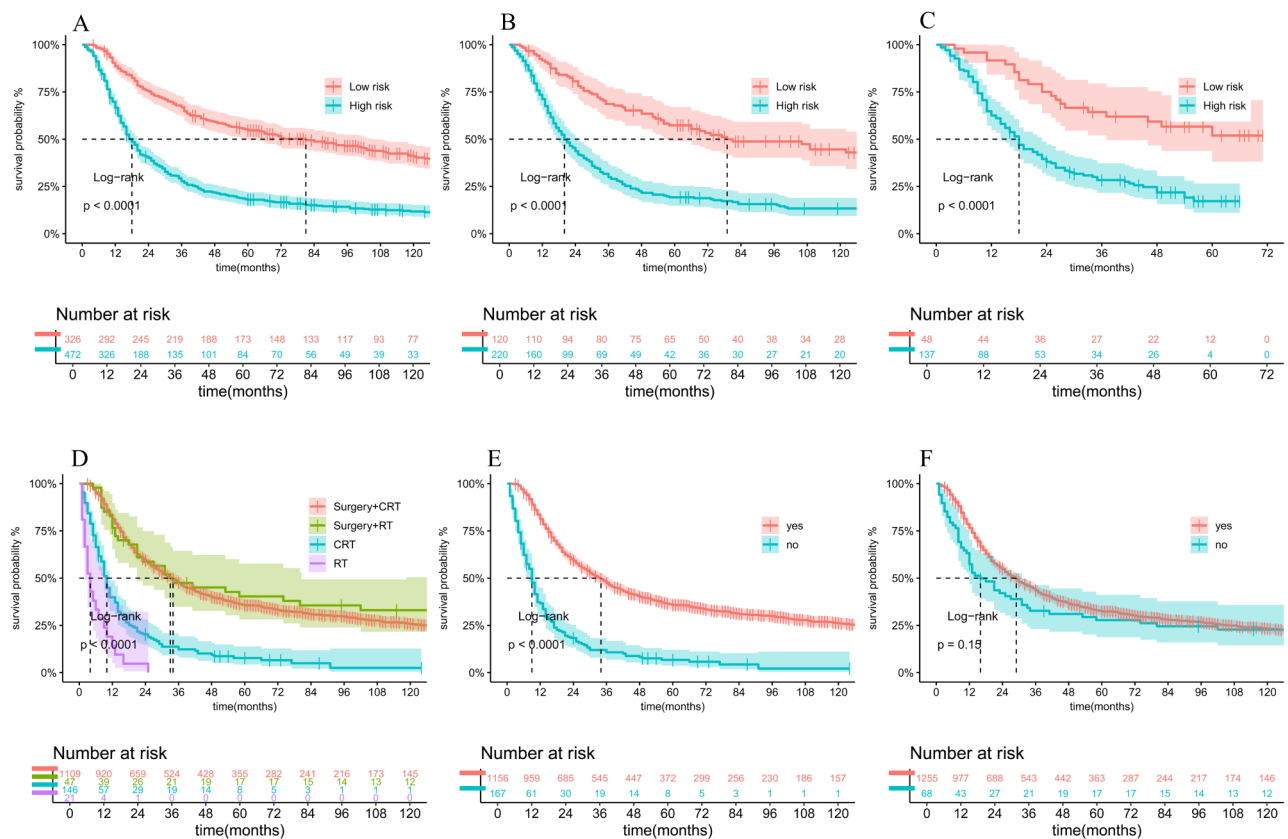 A
survival probability %
100%
75%
50%
25%
0%
Low risk
High risk
Log-rank
p < 0.0001
0 12 24 36 48 60 72 84 96 108 120
time(months)
Number at risk
326 292 245 219 188 173 148 133 117 93 77
472 326 188 135 101 84 70 56 49 39 33
0 12 24 36 48 60 72 84 96 108 120
time(months)
B
survival probability %
100%
75%
50%
25%
0%
Low risk
High risk
Log-rank
p < 0.0001
0 12 24 36 48 60 72 84 96 108 120
time(months)
Number at risk
120 110 94 80 75 65 50 40 38 34 28
220 160 99 69 49 42 36 30 27 21 20
0 12 24 36 48 60 72 84 96 108 120
time(months)
C
survival probability %
100%
75%
50%
25%
0%
Low risk
High risk
Log-rank
p < 0.0001
0 12 24 36 48 60 72
time(months)
Number at risk
48 44 36 27 22 12 0
137 88 53 34 26 4 0
0 12 24 36 48 60 72
time(months)
D
survival probability %
100%
75%
50%
25%
0%
Surgery+CRT
Surgery+RT
CRT
RT
Log-rank
p < 0.0001
0 12 24 36 48 60 72 84 96 108 120
time(months)
Number at risk
1109 920 659 524 428 355 282 241 216 173 145
47 39 26 21 19 17 17 15 14 13 12
146 57 29 19 14 8 5 3 1 1 1
21 4 1 0 0 0 0 0 0 0 0
0 12 24 36 48 60 72 84 96 108 120
time(months)
E
survival probability %
100%
75%
50%
25%
0%
yes
no
Log-rank
p < 0.0001
0 12 24 36 48 60 72 84 96 108 120
time(months)
Number at risk
1156 959 685 545 447 372 299 256 230 186 157
167 61 30 19 14 8 5 3 1 1 1
0 12 24 36 48 60 72 84 96 108 120
time(months)
F
survival probability %
100%
75%
50%
25%
0%
yes
no
Log-rank
p = 0.15
0 12 24 36 48 60 72 84 96 108 120
time(months)
Number at risk
1255 977 688 543 442 363 287 244 217 174 146
68 43 27 21 19 17 17 15 14 13 12
0 12 24 36 48 60 72 84 96 108 120
time(months)